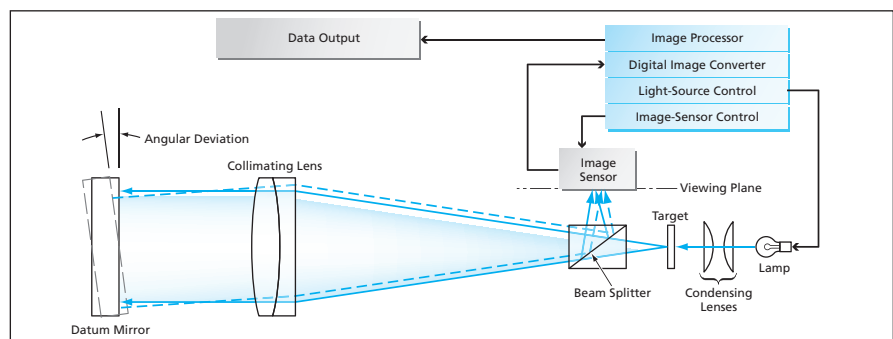 Data Output
Image Processor
Digital Image Converter
Light-Source Control
Image-Sensor Control
Angular Deviation
Collimating Lens
Image
Sensor
Viewing Plane
Target
Lamp
Beam Splitter
Condensing
Lenses
Datum Mirror